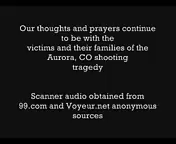 Our thoughts and prayers continue
to be with the
victims and their families of the
Aurora, CO shooting
tragedy
Scanner audio obtained from
99.com and Voyeur.net anonymous
sources